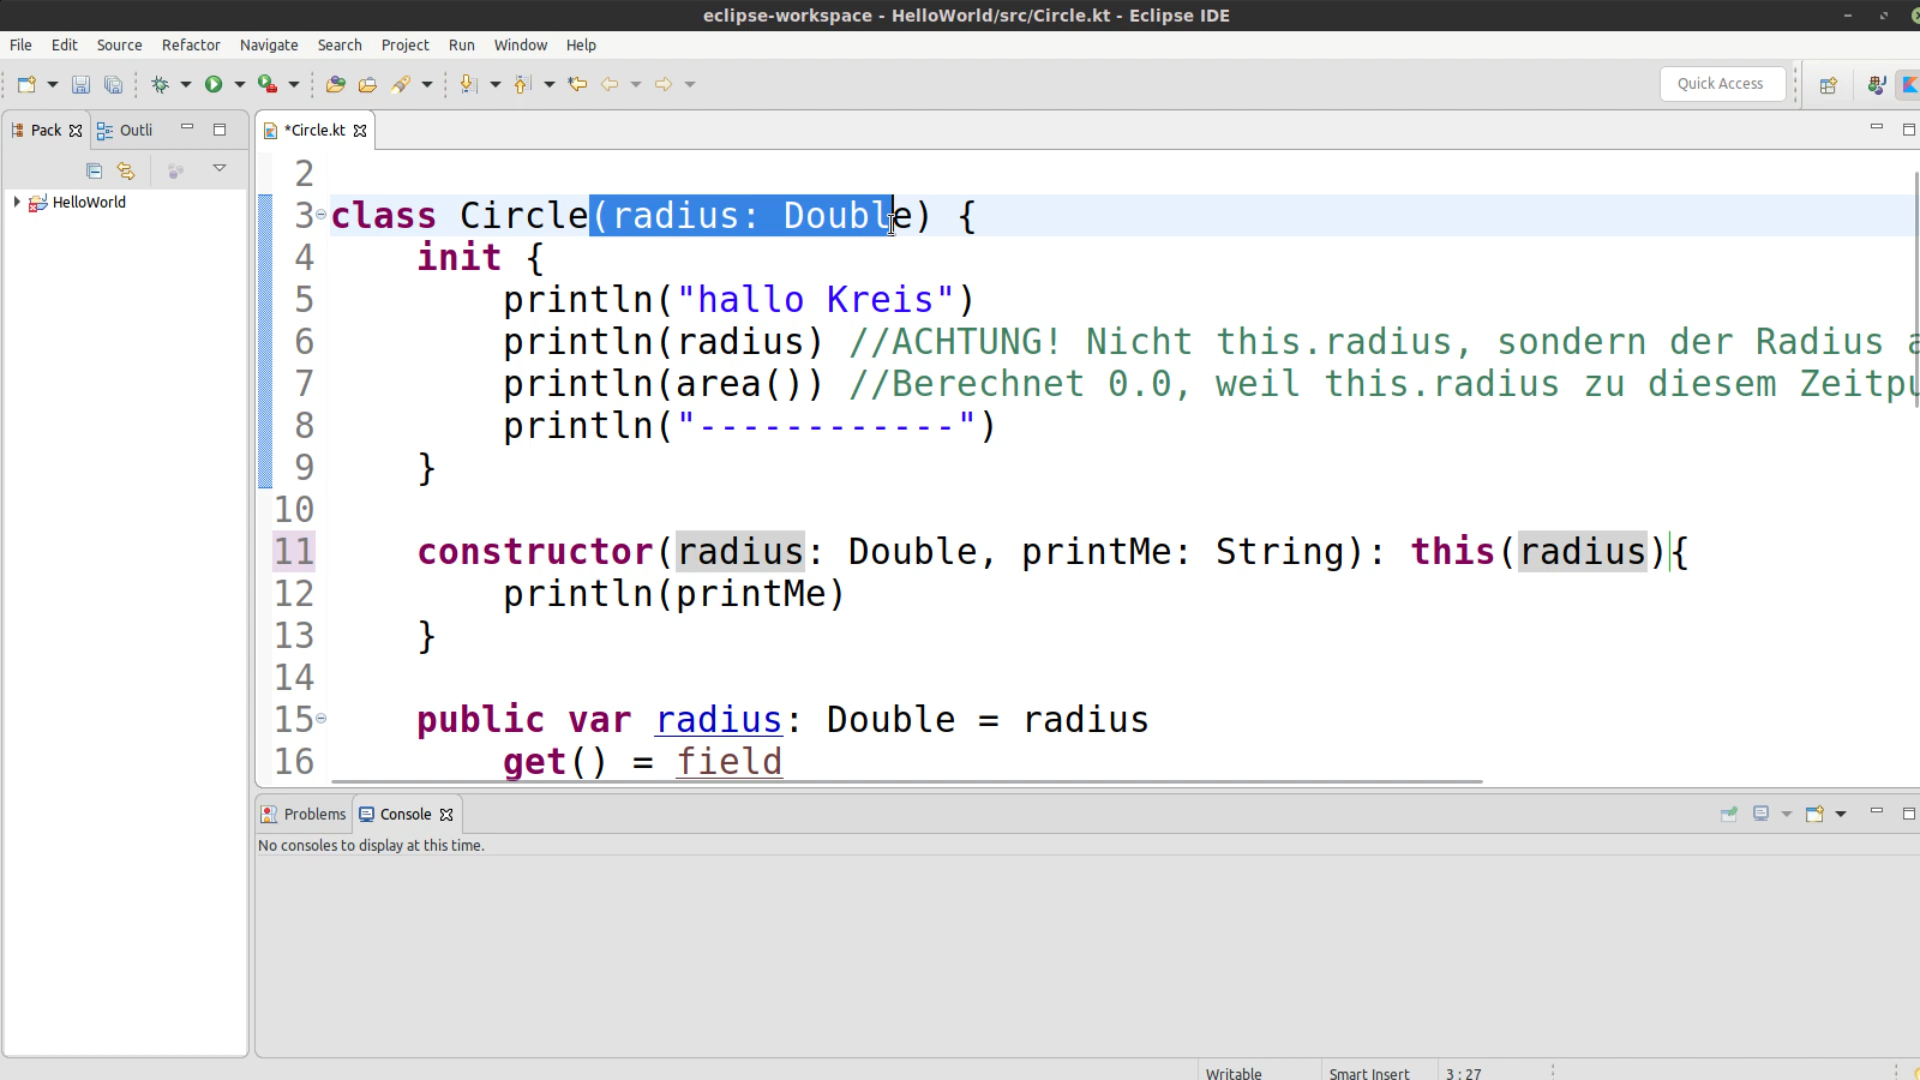 eclipse-workspace - HelloWorld/src/Circle.kt - Eclipse IDE
File Edit Source Refactor Navigate Search Project Run Window Help
Quick Access
Pack Outli
*Circle.kt
HelloWorld
2
3 class Circle(radius: Double) {
4 init {
5 println("hallo Kreis")
6 println(radius) //ACHTUNG! Nicht this.radius, sondern der Radius a
7 println(area()) //Berechnet 0.0, weil this.radius zu diesem Zeitpu
8 println("------------")
9 }
10
11 constructor(radius: Double, printMe: String): this(radius){
12 println(printMe)
13 }
14
15 public var radius: Double = radius
16 get() = field
Problems Console
No consoles to display at this time.
Writable Smart Insert 3 : 27